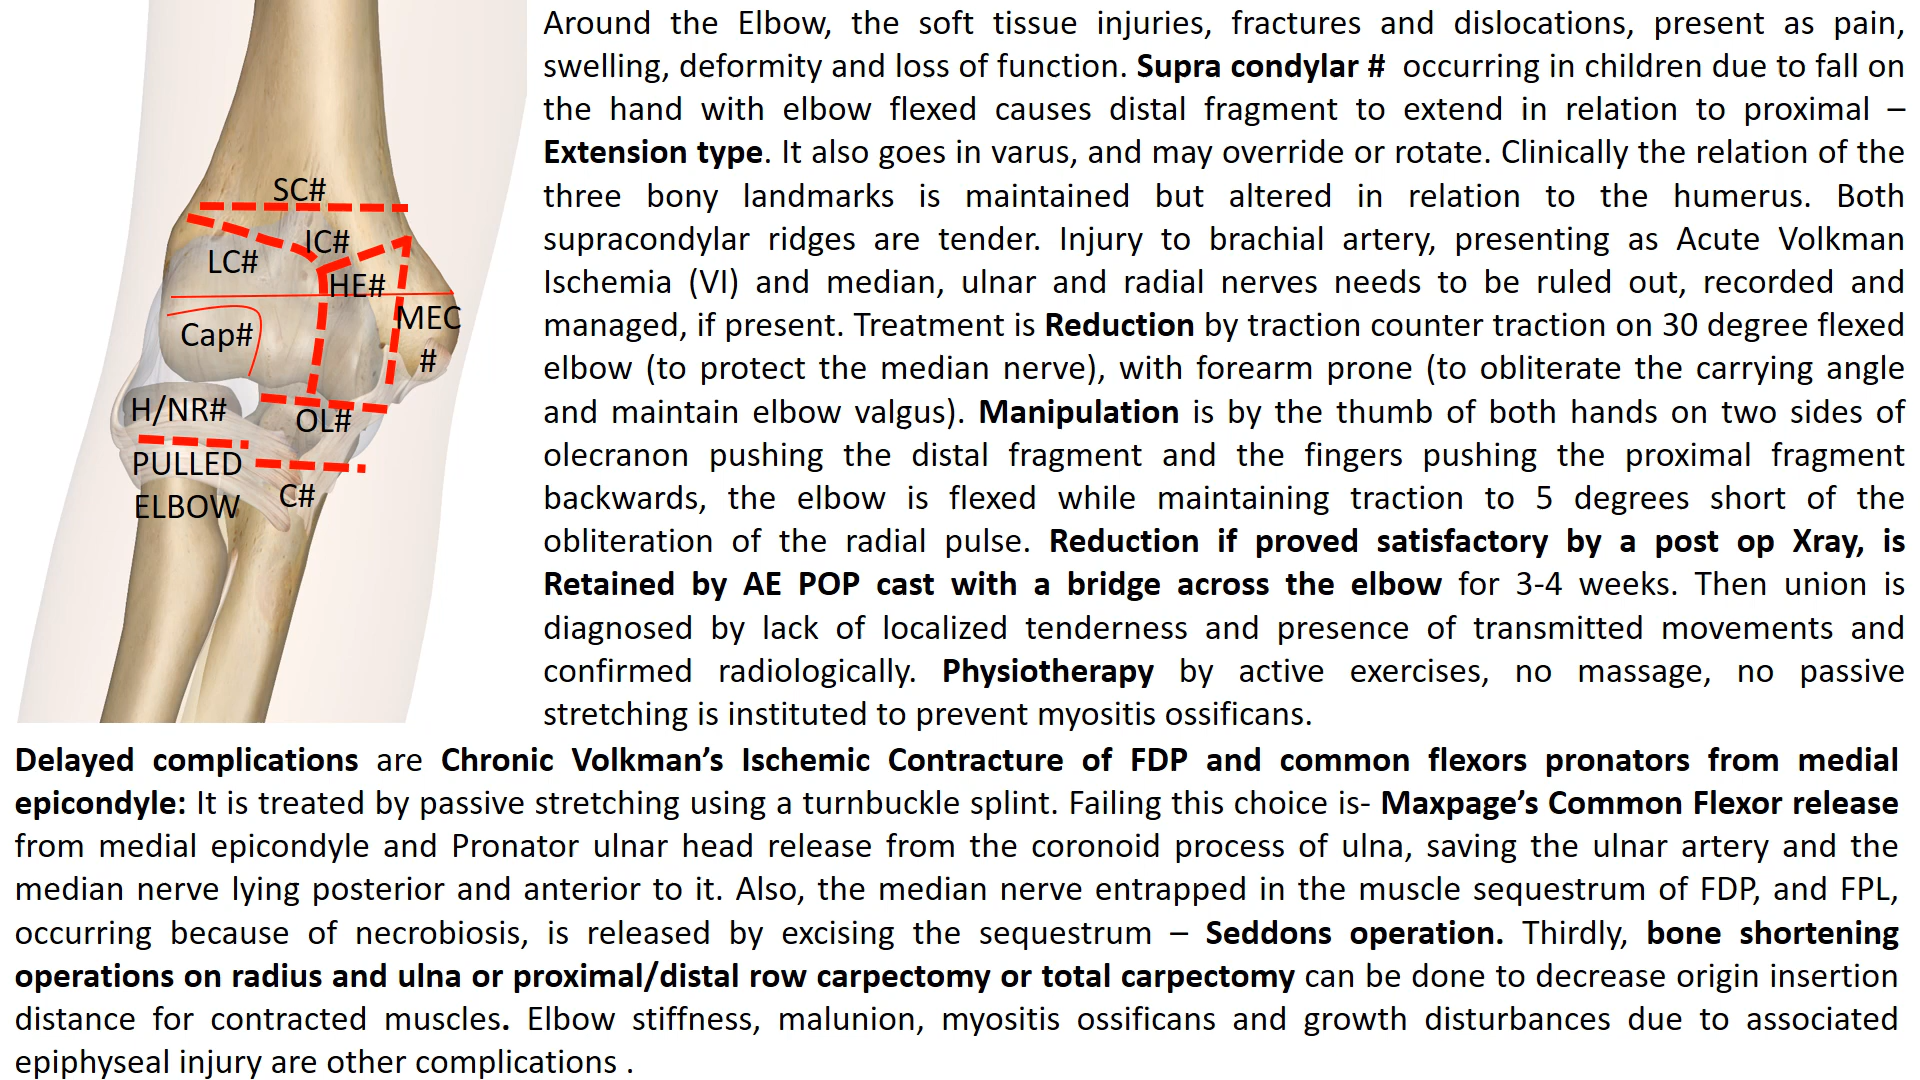 SC#
IC#
LC#
HE#
MEC
#
Cap#
H/NR#
OL#
PULLED
ELBOW
C#
Around the Elbow, the soft tissue injuries, fractures and dislocations, present as pain,
swelling, deformity and loss of function. Supra condylar # occurring in children due to fall on
the hand with elbow flexed causes distal fragment to extend in relation to proximal –
Extension type. It also goes in varus, and may override or rotate. Clinically the relation of the
three bony landmarks is maintained but altered in relation to the humerus. Both
supracondylar ridges are tender. Injury to brachial artery, presenting as Acute Volkman
Ischemia (VI) and median, ulnar and radial nerves needs to be ruled out, recorded and
managed, if present. Treatment is Reduction by traction counter traction on 30 degree flexed
elbow (to protect the median nerve), with forearm prone (to obliterate the carrying angle
and maintain elbow valgus). Manipulation is by the thumb of both hands on two sides of
olecranon pushing the distal fragment and the fingers pushing the proximal fragment
backwards, the elbow is flexed while maintaining traction to 5 degrees short of the
obliteration of the radial pulse. Reduction if proved satisfactory by a post op Xray, is
Retained by AE POP cast with a bridge across the elbow for 3-4 weeks. Then union is
diagnosed by lack of localized tenderness and presence of transmitted movements and
confirmed radiologically. Physiotherapy by active exercises, no massage, no passive
stretching is instituted to prevent myositis ossificans.
Delayed complications are Chronic Volkman’s Ischemic Contracture of FDP and common flexors pronators from medial
epicondyle: It is treated by passive stretching using a turnbuckle splint. Failing this choice is- Maxpage’s Common Flexor release
from medial epicondyle and Pronator ulnar head release from the coronoid process of ulna, saving the ulnar artery and the
median nerve lying posterior and anterior to it. Also, the median nerve entrapped in the muscle sequestrum of FDP, and FPL,
occurring because of necrobiosis, is released by excising the sequestrum – Seddons operation. Thirdly, bone shortening
operations on radius and ulna or proximal/distal row carpectomy or total carpectomy can be done to decrease origin insertion
distance for contracted muscles. Elbow stiffness, malunion, myositis ossificans and growth disturbances due to associated
epiphyseal injury are other complications .